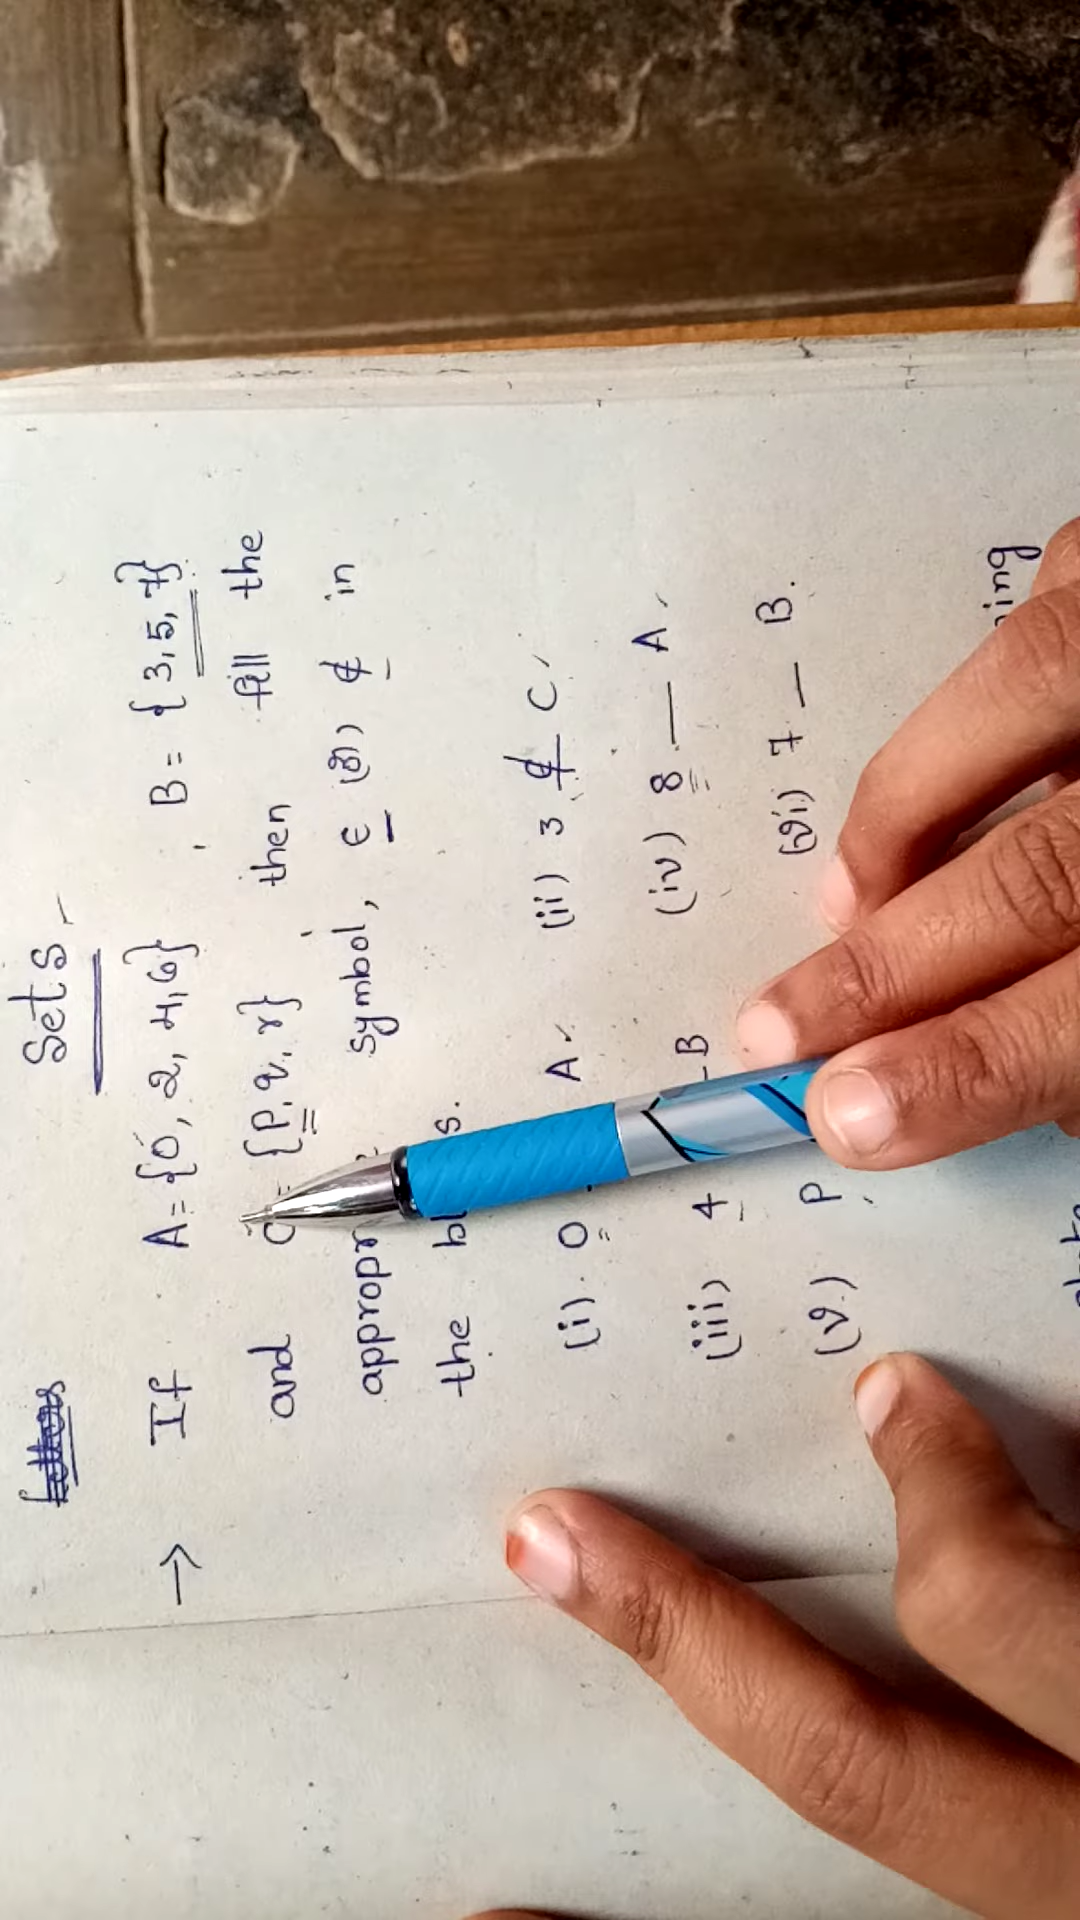 Sets
→ If A = {0, 2, 4, 6}, B = {3, 5, 7}
and C = {p, q, r} then fill the
symbol, ∈ (or) ∉ in
the s.
(i) 0 A (ii) 3 ∉ C
(iii) 4 B (iv) 8 — A
(v) P (vi) 7 — B.